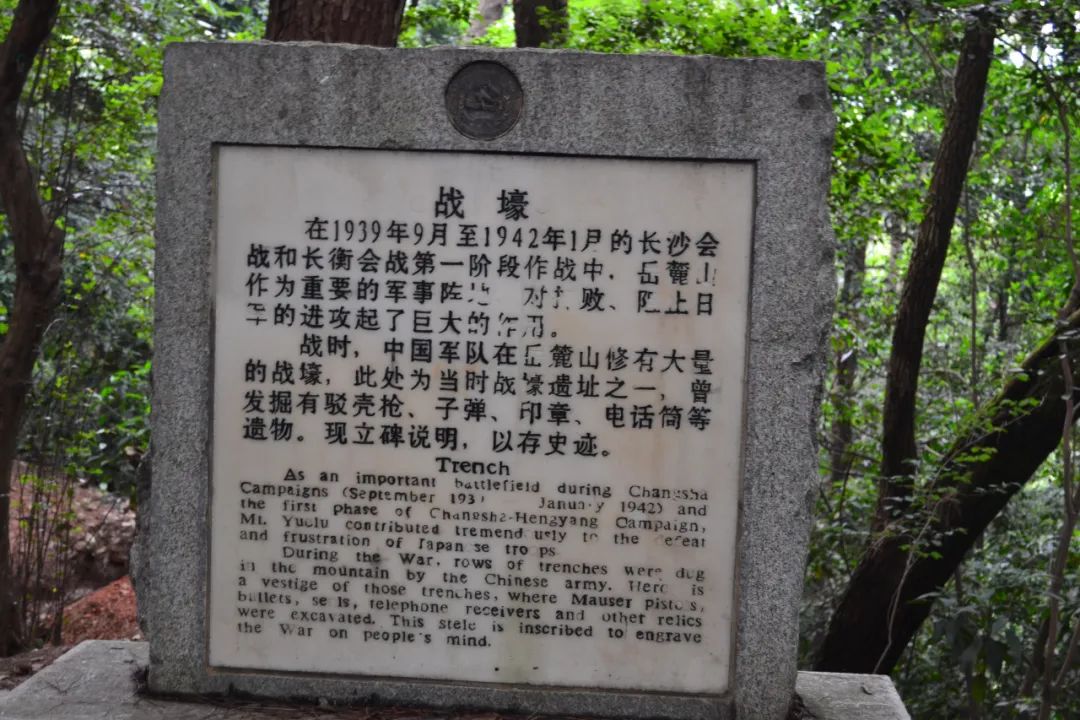 战壕
在1939年9月至1942年1月的长沙会
战和长衡会战第一阶段作战中，岳麓山
作为重要的军事阵地 对 败、阻止日
军的进攻起了巨大的作用。
战时，中国军队在岳麓山修有大量
的战壕，此处为当时战壕遗址之一，曾
发掘有驳壳枪、子弹、印章、电话筒等
遗物。现立碑说明，以存史迹。
Trench
As an important battlefield during Changsha
Campaigns (September 193 January 1942) and
the first phase of Changsha-Hengyang Campaign,
Mt. Yuelu contributed tremendously to the defeat
and frustration of Japanese troops
During the War, rows of trenches were dug
in the mountain by the Chinese army. Here is
a vestige of those trenches, where Mauser pistols,
bullets, seals, telephone receivers and other relics
were excavated. This stele is inscribed to engrave
the War on people's mind.